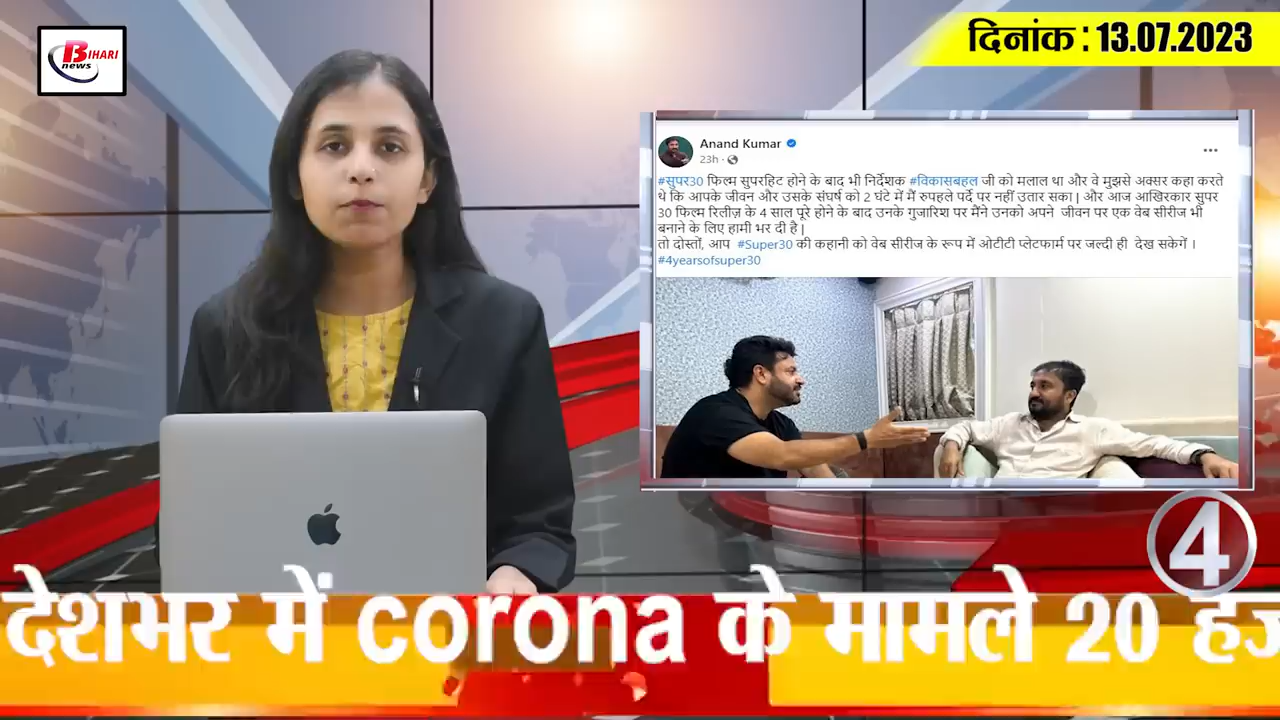 BIHARI
news
दिनांक : 13.07.2023
Anand Kumar
23h
#सुपर30 फिल्म सुपरहिट होने के बाद भी निर्देशक #विकासबहल जी को मलाल था और वे मुझसे अक्सर कहा करते
थे कि आपके जीवन और उसके संघर्ष को 2 घंटे में मैं रुपहले पर्दे पर नहीं उतार सका | और आज आखिरकार सुपर
30 फिल्म रिलीज़ के 4 साल पूरे होने के बाद उनके गुजारिश पर मैंने उनको अपने जीवन पर एक वेब सीरीज भी
बनाने के लिए हामी भर दी है |
तो दोस्तों, आप #Super30 की कहानी को वेब सीरीज के रूप में ओटीटी प्लेटफार्म पर जल्दी ही देख सकेगें ।
#4yearsofsuper30
4
देशभर में corona के मामले 20